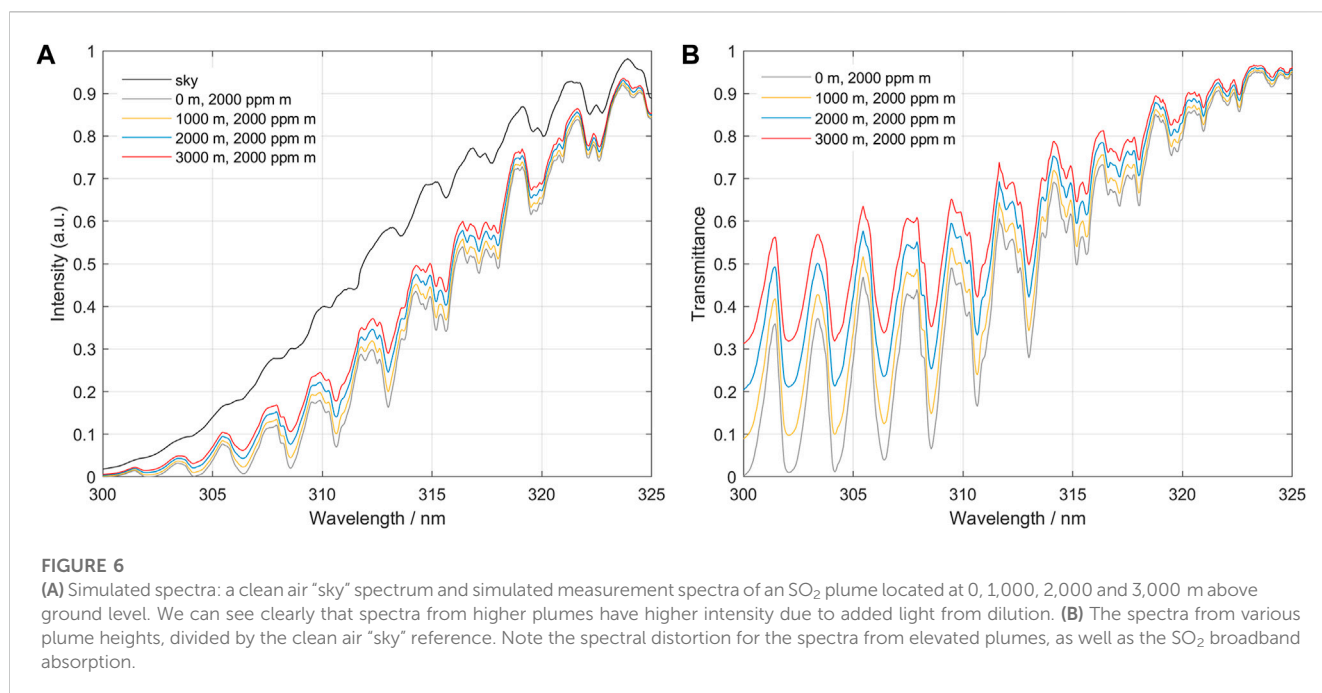 A
sky
0 m, 2000 ppm m
1000 m, 2000 ppm m
2000 m, 2000 ppm m
3000 m, 2000 ppm m
Intensity (a.u.)
1
0.9
0.8
0.7
0.6
0.5
0.4
0.3
0.2
0.1
0
300 305 310 315 320 325
Wavelength / nm
B
0 m, 2000 ppm m
1000 m, 2000 ppm m
2000 m, 2000 ppm m
3000 m, 2000 ppm m
Transmittance
1
0.9
0.8
0.7
0.6
0.5
0.4
0.3
0.2
0.1
0
300 305 310 315 320 325
Wavelength / nm
FIGURE 6
(A) Simulated spectra: a clean air “sky” spectrum and simulated measurement spectra of an SO₂ plume located at 0, 1,000, 2,000 and 3,000 m above
ground level. We can see clearly that spectra from higher plumes have higher intensity due to added light from dilution. (B) The spectra from various
plume heights, divided by the clean air “sky” reference. Note the spectral distortion for the spectra from elevated plumes, as well as the SO₂ broadband
absorption.